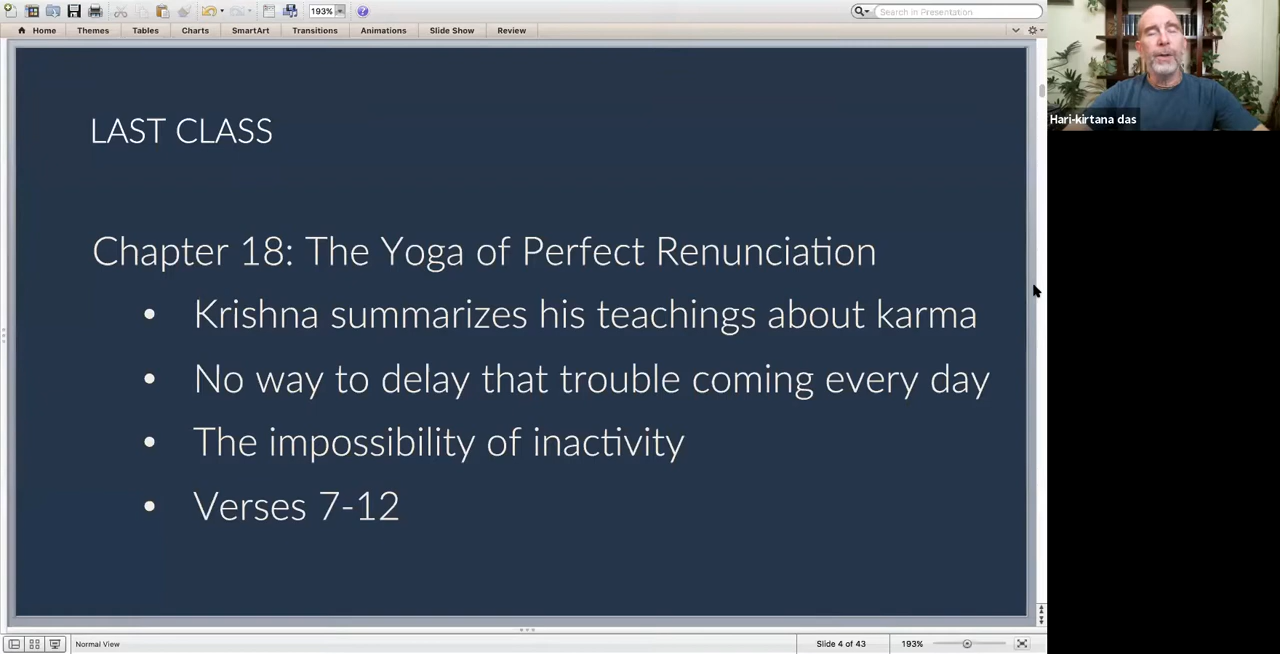 193%
Search in Presentation
Home Themes Tables Charts SmartArt Transitions Animations Slide Show Review
LAST CLASS
Chapter 18: The Yoga of Perfect Renunciation
• Krishna summarizes his teachings about karma
• No way to delay that trouble coming every day
• The impossibility of inactivity
• Verses 7-12
Hari-kirtana das
Normal View
Slide 4 of 43
193%